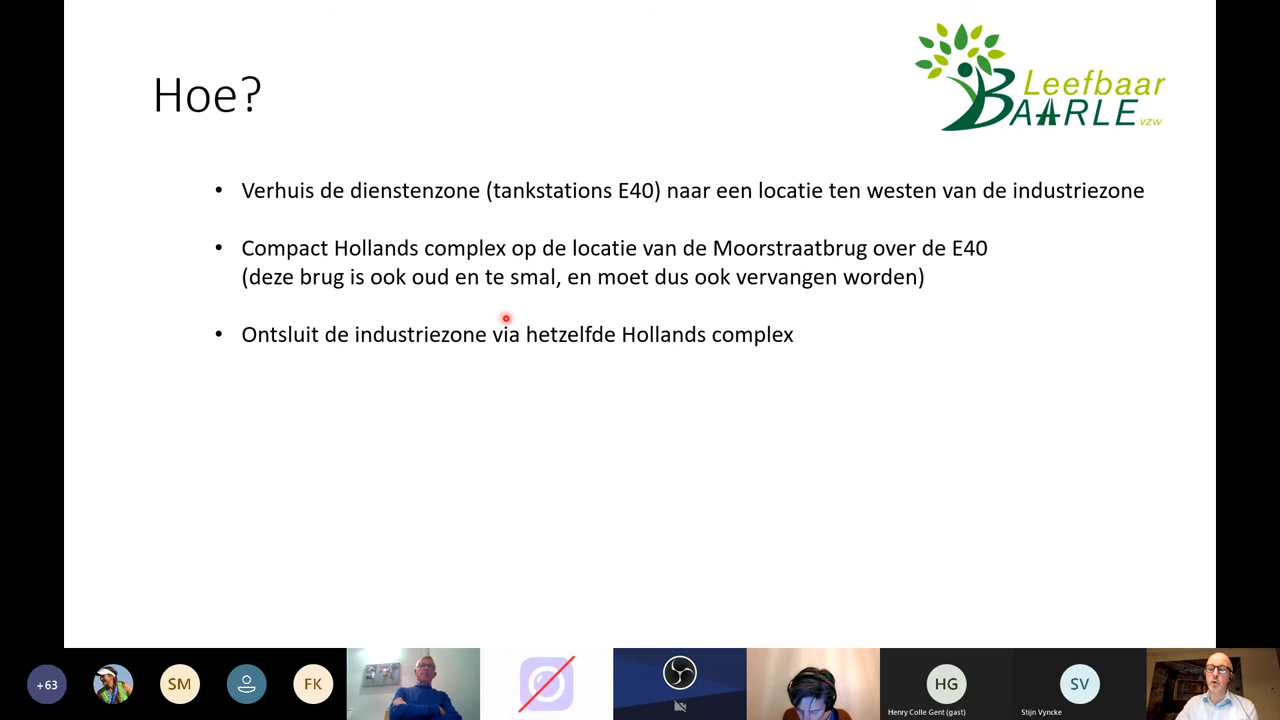 Hoe?
Leefbaar
BAARLE
vzw
• Verhuis de dienstenzone (tankstations E40) naar een locatie ten westen van de industriezone
• Compact Hollands complex op de locatie van de Moorstraatbrug over de E40
(deze brug is ook oud en te smal, en moet dus ook vervangen worden)
• Ontsluit de industriezone via hetzelfde Hollands complex
+63
SM
FK
HG
Henry Colle Gent (gast)
SV
Stijn Vyncke